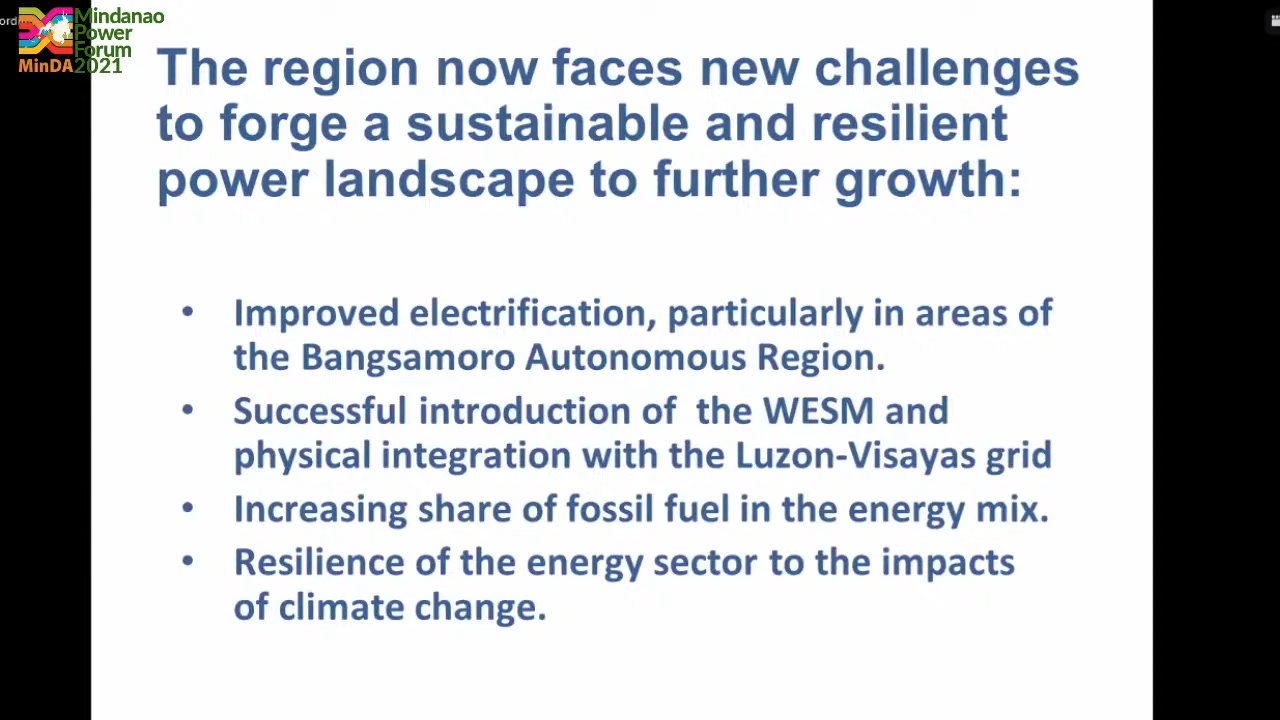 Mindanao
Power
Forum
MinDA 2021
The region now faces new challenges
to forge a sustainable and resilient
power landscape to further growth:
• Improved electrification, particularly in areas of
the Bangsamoro Autonomous Region.
• Successful introduction of  the WESM and
physical integration with the Luzon-Visayas grid
• Increasing share of fossil fuel in the energy mix.
• Resilience of the energy sector to the impacts
of climate change.